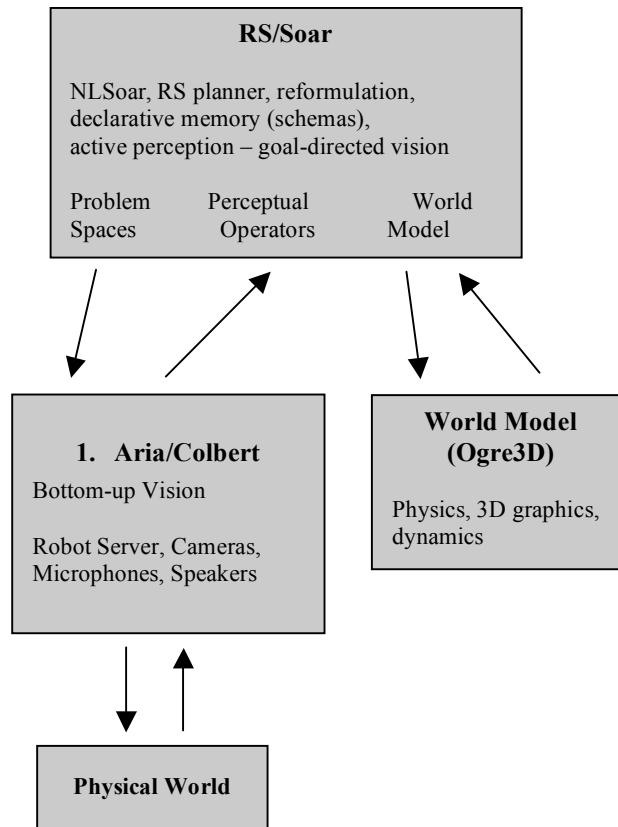 RS/Soar
NLSoar, RS planner, reformulation,
declarative memory (schemas),
active perception – goal-directed vision
Problem Perceptual World
Spaces Operators Model
1. Aria/Colbert
Bottom-up Vision
Robot Server, Cameras,
Microphones, Speakers
World Model
(Ogre3D)
Physics, 3D graphics,
dynamics
Physical World